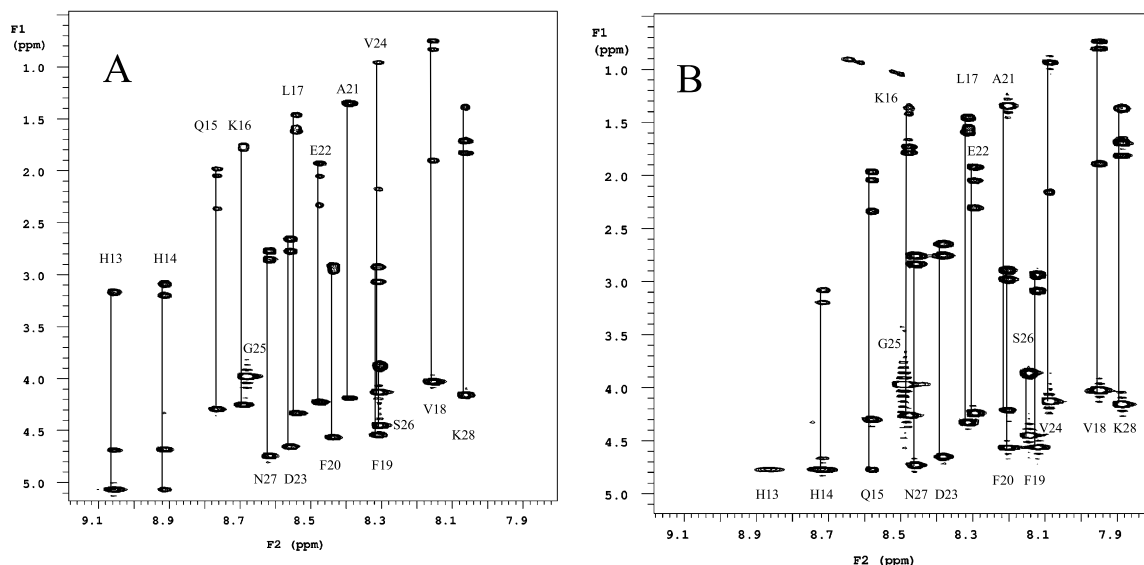 F1
(ppm)
A
V24
L17
A21
Q15 K16
E22
H13 H14
G25
S26
V18
K28
N27 D23 F20 F19
1.0
1.5
2.0
2.5
3.0
3.5
4.0
4.5
5.0
9.1 8.9 8.7 8.5 8.3 8.1 7.9
F2 (ppm)
F1
(ppm)
B
L17 A21
K16
E22
G25
S26
V24 V18 K28
H13 H14 Q15 N27 D23 F20 F19
1.0
1.5
2.0
2.5
3.0
3.5
4.0
4.5
5.0
9.1 8.9 8.7 8.5 8.3 8.1 7.9
F2 (ppm)